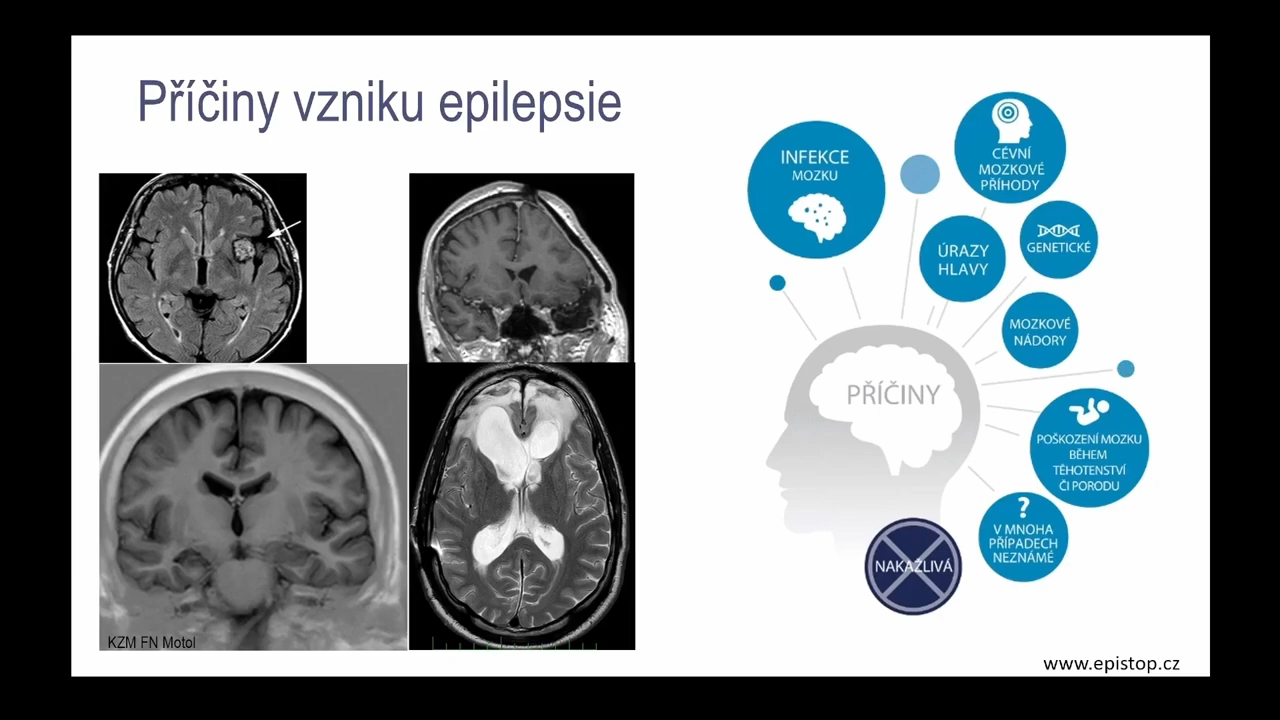 Příčiny vzniku epilepsie
KZM FN Motol
INFEKCE
MOZKU
CÉVNÍ
MOZKOVÉ
PŘÍHODY
ÚRAZY
HLAVY
GENETICKÉ
MOZKOVÉ
NÁDORY
PŘÍČINY
POŠKOZENÍ MOZKU
BĚHEM
TĚHOTENSTVÍ
ČI PORODU
?
V MNOHA
PŘÍPADECH
NEZNÁMÉ
NAKAŽLIVÁ
www.epistop.cz